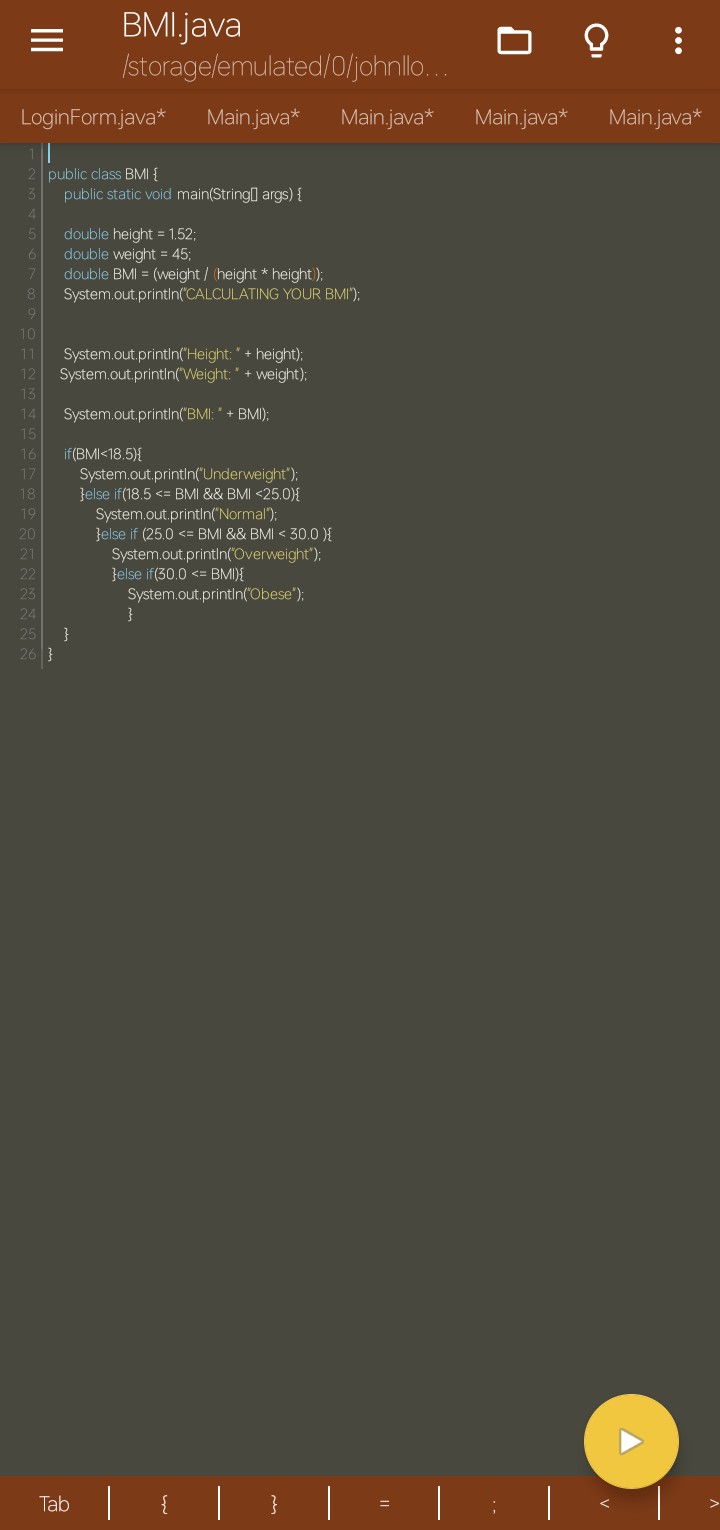 BMI.java
/storage/emulated/0/johnllo...
LoginForm.java* Main.java* Main.java* Main.java* Main.java*
1
2 public class BMI {
3 public static void main(String[] args) {
4
5 double height = 1.52;
6 double weight = 45;
7 double BMI = (weight / (height * height));
8 System.out.println("CALCULATING YOUR BMI");
9
10
11 System.out.println("Height: " + height);
12 System.out.println("Weight: " + weight);
13
14 System.out.println("BMI: " + BMI);
15
16 if(BMI<18.5){
17 System.out.println("Underweight");
18 }else if(18.5 <= BMI && BMI <25.0){
19 System.out.println("Normal");
20 }else if (25.0 <= BMI && BMI < 30.0 ){
21 System.out.println("Overweight");
22 }else if(30.0 <= BMI){
23 System.out.println("Obese");
24 }
25 }
26 }
Tab { } = ; < >